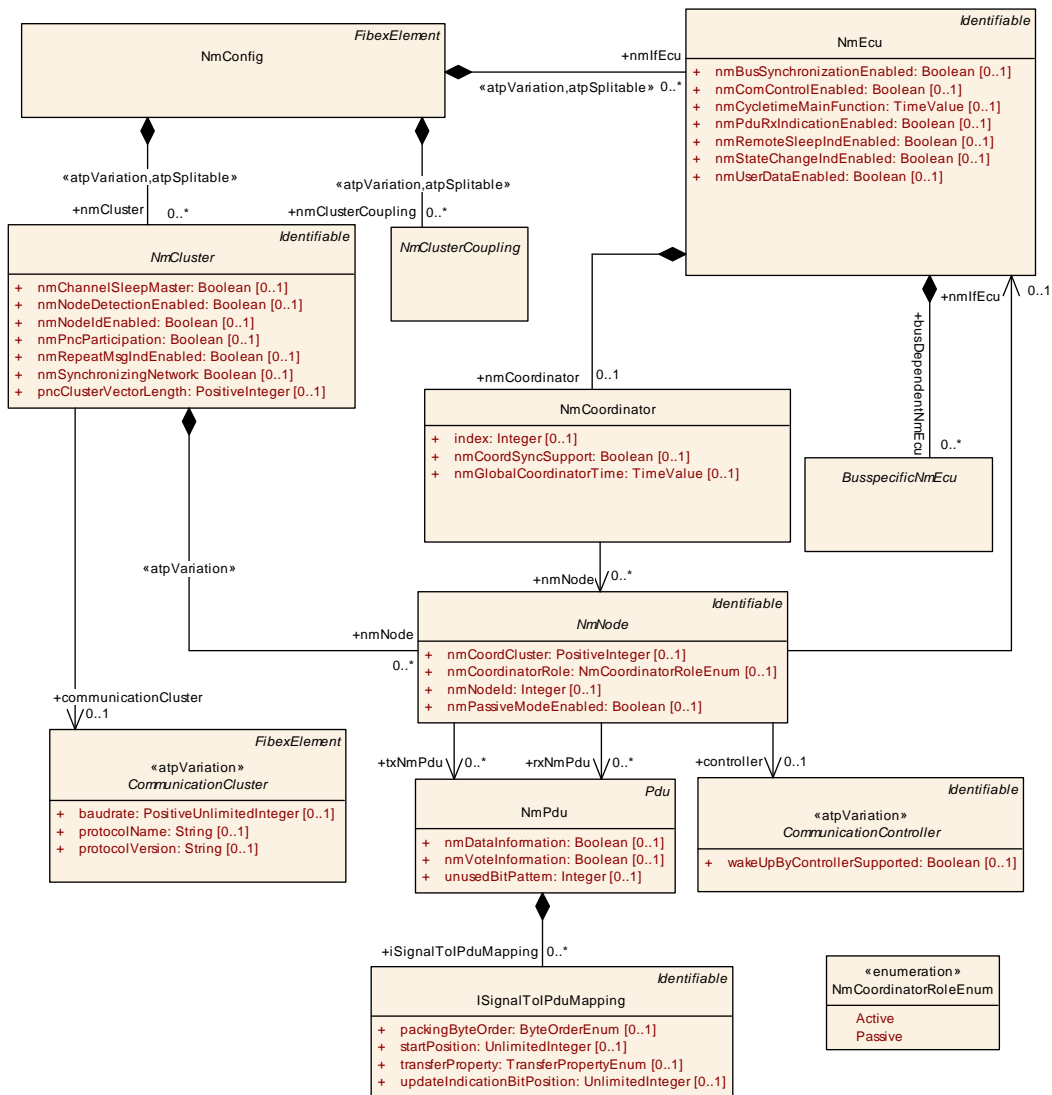 FibexElement
NmConfig
+nmIfEcu
«atpVariation,atpSplitable»
0..*
Identifiable
NmEcu
+ nmBusSynchronizationEnabled: Boolean [0..1]
+ nmComControlEnabled: Boolean [0..1]
+ nmCycletimeMainFunction: TimeValue [0..1]
+ nmPduRxIndicationEnabled: Boolean [0..1]
+ nmRemoteSleepIndEnabled: Boolean [0..1]
+ nmStateChangeIndEnabled: Boolean [0..1]
+ nmUserDataEnabled: Boolean [0..1]
«atpVariation,atpSplitable»
+nmCluster
0..*
«atpVariation,atpSplitable»
+nmClusterCoupling
0..*
Identifiable
NmCluster
+ nmChannelSleepMaster: Boolean [0..1]
+ nmNodeDetectionEnabled: Boolean [0..1]
+ nmNodeIdEnabled: Boolean [0..1]
+ nmPncParticipation: Boolean [0..1]
+ nmRepeatMsgIndEnabled: Boolean [0..1]
+ nmSynchronizingNetwork: Boolean [0..1]
+ pncClusterVectorLength: PositiveInteger [0..1]
NmClusterCoupling
+nmIfEcu
0..1
+busDependentNmEcu
0..*
+nmCoordinator
0..1
NmCoordinator
+ index: Integer [0..1]
+ nmCoordSyncSupport: Boolean [0..1]
+ nmGlobalCoordinatorTime: TimeValue [0..1]
BusspecificNmEcu
«atpVariation»
+nmNode
0..*
+nmNode
0..*
Identifiable
NmNode
+ nmCoordCluster: PositiveInteger [0..1]
+ nmCoordinatorRole: NmCoordinatorRoleEnum [0..1]
+ nmNodeId: Integer [0..1]
+ nmPassiveModeEnabled: Boolean [0..1]
+communicationCluster
0..1
FibexElement
«atpVariation»
CommunicationCluster
+ baudrate: PositiveUnlimitedInteger [0..1]
+ protocolName: String [0..1]
+ protocolVersion: String [0..1]
+txNmPdu
0..*
+rxNmPdu
0..*
+controller
0..1
Pdu
NmPdu
+ nmDataInformation: Boolean [0..1]
+ nmVoteInformation: Boolean [0..1]
+ unusedBitPattern: Integer [0..1]
Identifiable
«atpVariation»
CommunicationController
+ wakeUpByControllerSupported: Boolean [0..1]
+iSignalToIPduMapping
0..*
Identifiable
ISignalToIPduMapping
+ packingByteOrder: ByteOrderEnum [0..1]
+ startPosition: UnlimitedInteger [0..1]
+ transferProperty: TransferPropertyEnum [0..1]
+ updateIndicationBitPosition: UnlimitedInteger [0..1]
«enumeration»
NmCoordinatorRoleEnum
Active
Passive